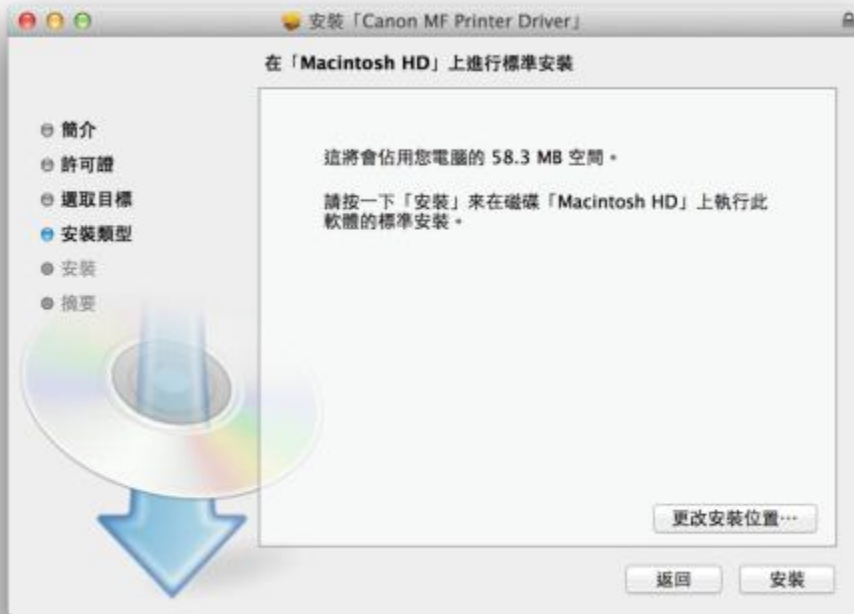 安裝「Canon MF Printer Driver」
在「Macintosh HD」上進行標準安裝
簡介
許可證
選取目標
安裝類型
安裝
摘要
這將會佔用您電腦的 58.3 MB 空間。
請按一下「安裝」來在磁碟「Macintosh HD」上執行此
軟體的標準安裝。
更改安裝位置…
返回
安裝